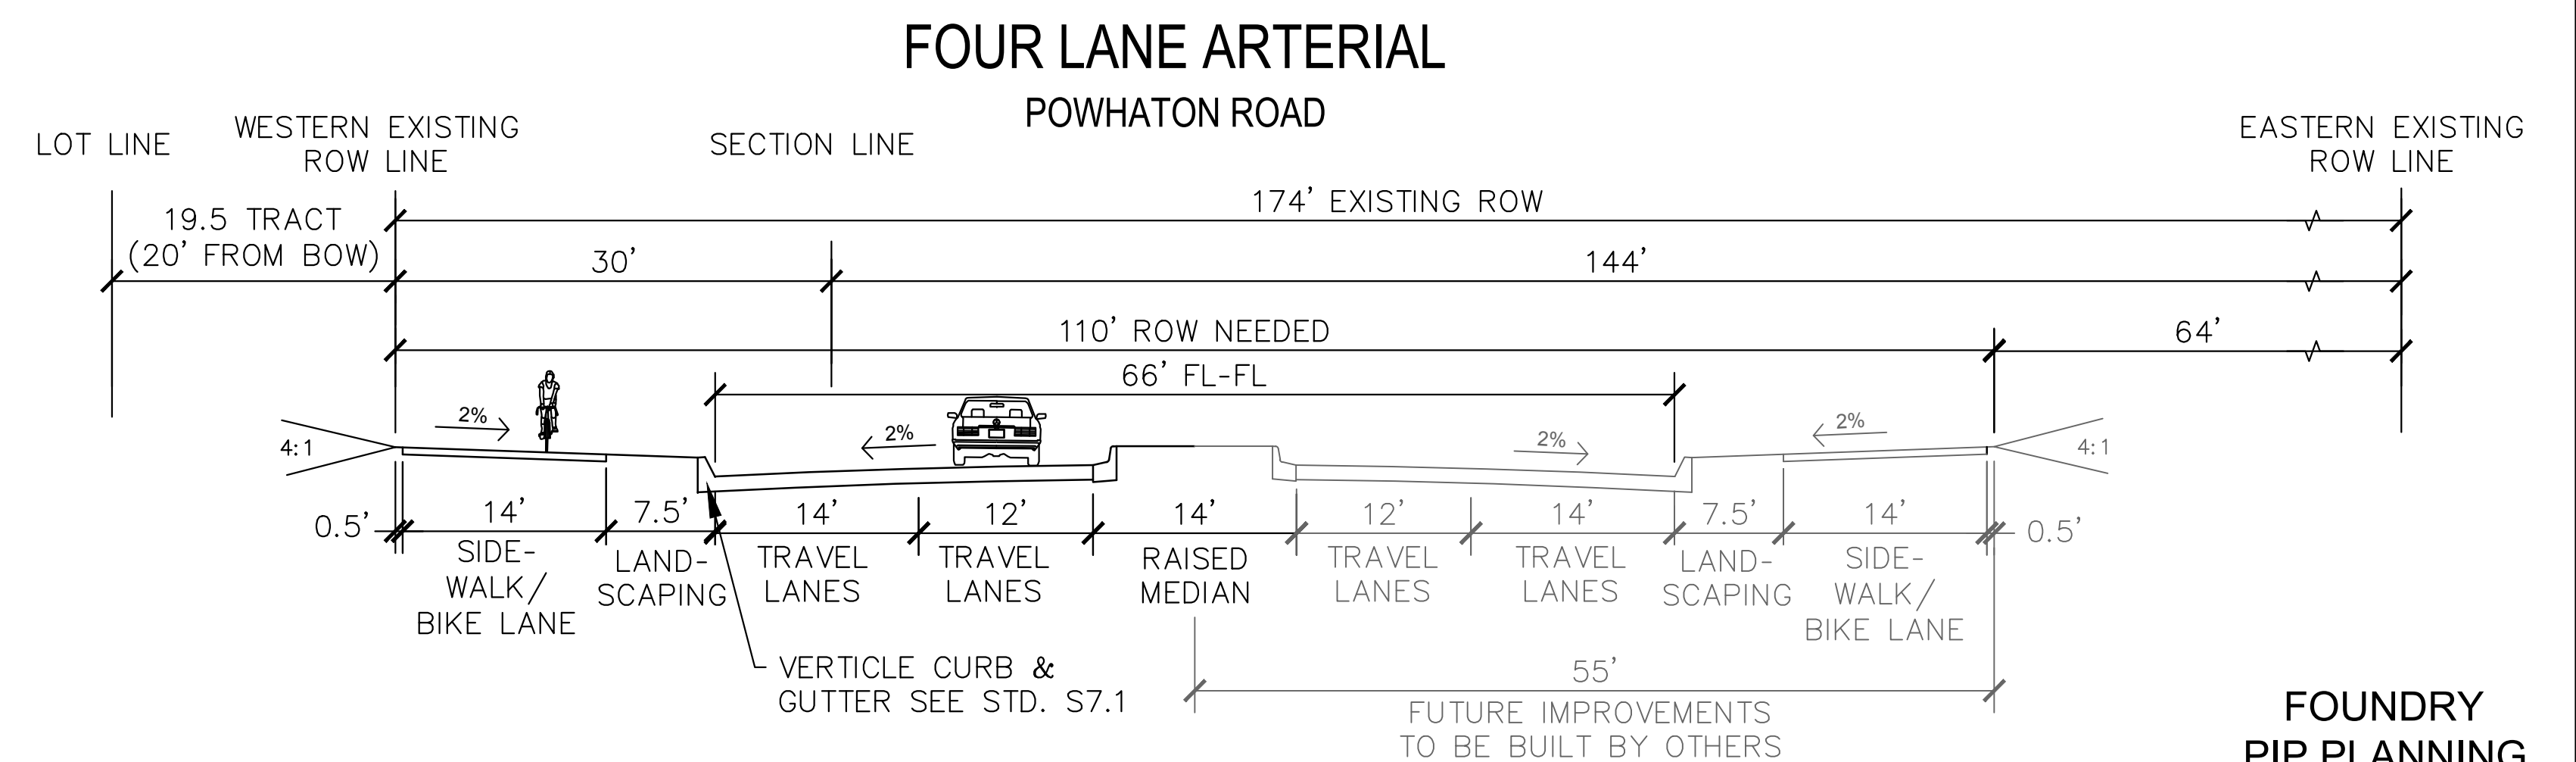 FOUR LANE ARTERIAL
POWHATON ROAD
LOT LINE
WESTERN EXISTING
ROW LINE
SECTION LINE
EASTERN EXISTING
ROW LINE
174' EXISTING ROW
19.5 TRACT
(20' FROM BOW)
30'
144'
110' ROW NEEDED
64'
66' FL-FL
2%
2%
2%
2%
4:1
4:1
0.5'
14'
7.5'
14'
12'
14'
12'
14'
7.5'
14'
0.5'
SIDE-
WALK/
BIKE LANE
LAND-
SCAPING
TRAVEL
LANES
TRAVEL
LANES
RAISED
MEDIAN
TRAVEL
LANES
TRAVEL
LANES
LAND-
SCAPING
SIDE-
WALK/
BIKE LANE
VERTICLE CURB &
GUTTER SEE STD. S7.1
55'
FUTURE IMPROVEMENTS
TO BE BUILT BY OTHERS
FOUNDRY
PIP PLANNING